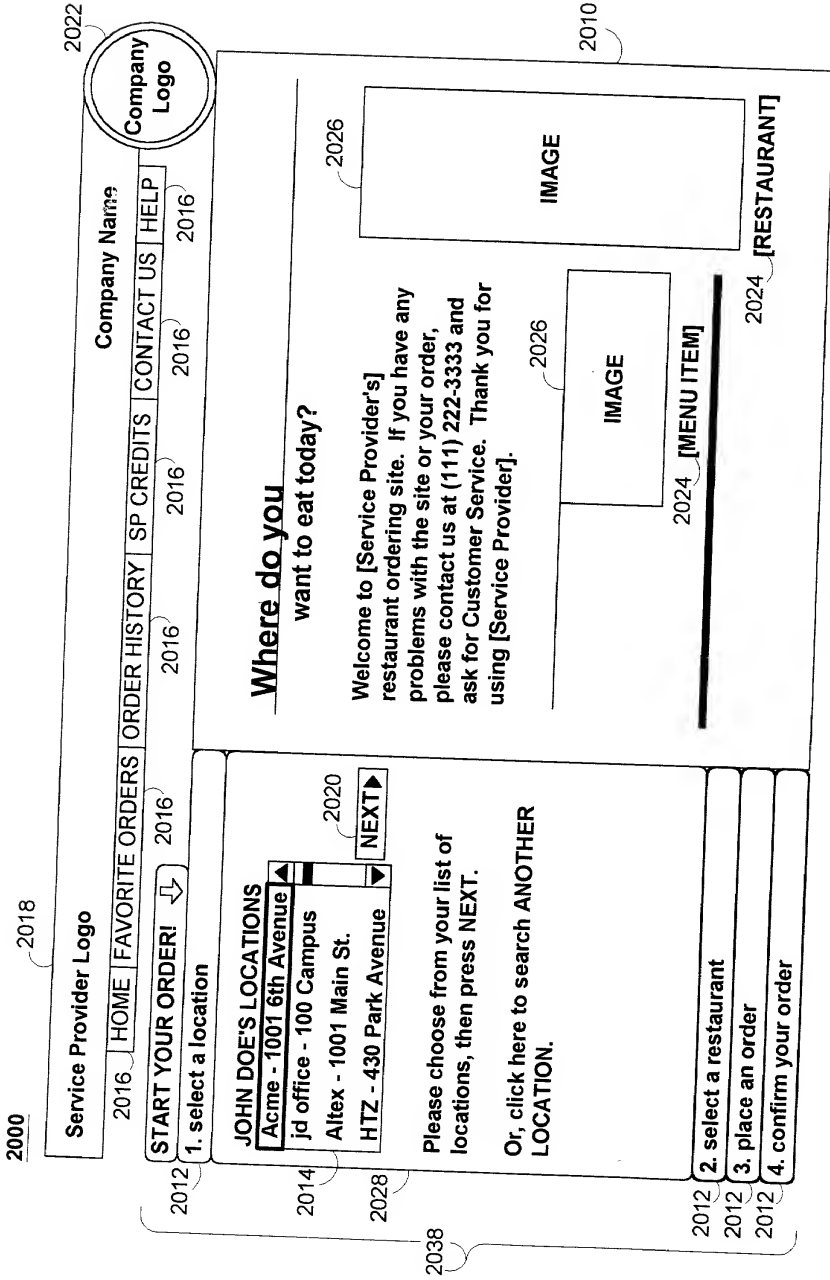 2000
2018
Service Provider Logo
Company Name
Company
Logo
2022
2016 HOME FAVORITE ORDERS ORDER HISTORY SP CREDITS CONTACT US HELP
2016 2016 2016 2016 2016
START YOUR ORDER!
2012 1. select a location
JOHN DOE'S LOCATIONS
Acme - 1001 6th Avenue
jd office - 100 Campus
Altex - 1001 Main St.
HTZ - 430 Park Avenue
2020
NEXT
2014
2028
Please choose from your list of
locations, then press NEXT.
Or, click here to search ANOTHER
LOCATION.
2012 2. select a restaurant
2012 3. place an order
2012 4. confirm your order
2038
Where do you
want to eat today?
Welcome to [Service Provider's]
restaurant ordering site. If you have any
problems with the site or your order,
please contact us at (111) 222-3333 and
ask for Customer Service. Thank you for
using [Service Provider].
2026
IMAGE
2024 [MENU ITEM]
2026
IMAGE
2024 [RESTAURANT]
2010